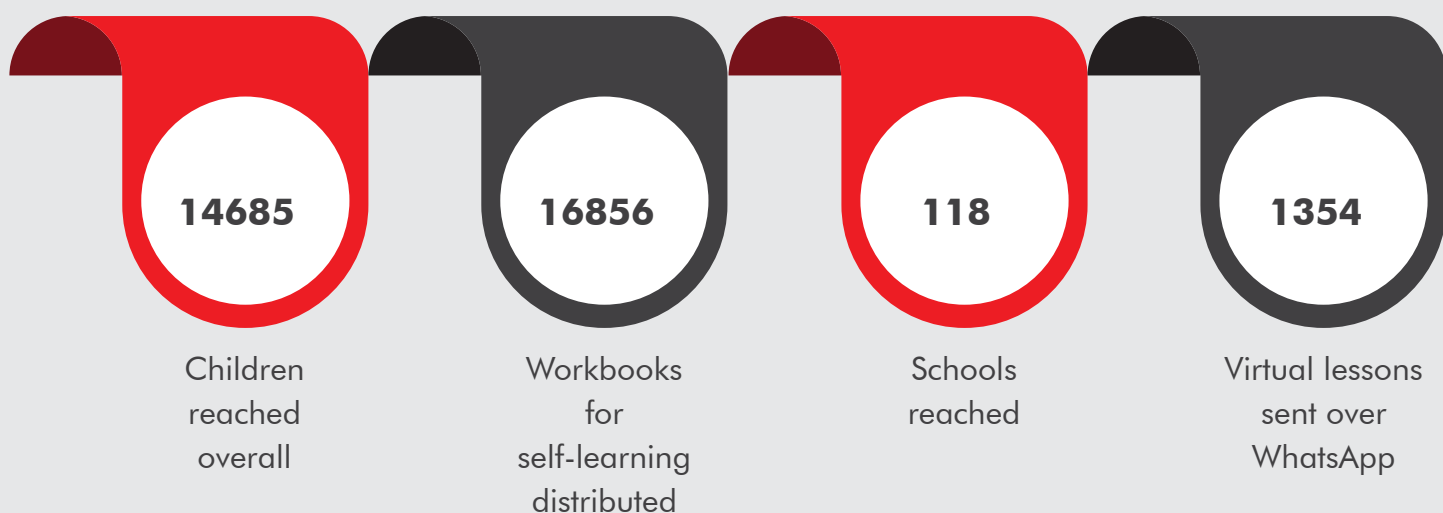 14685
Children
reached
overall
16856
Workbooks
for
self-learning
distributed
118
Schools
reached
1354
Virtual lessons
sent over
WhatsApp